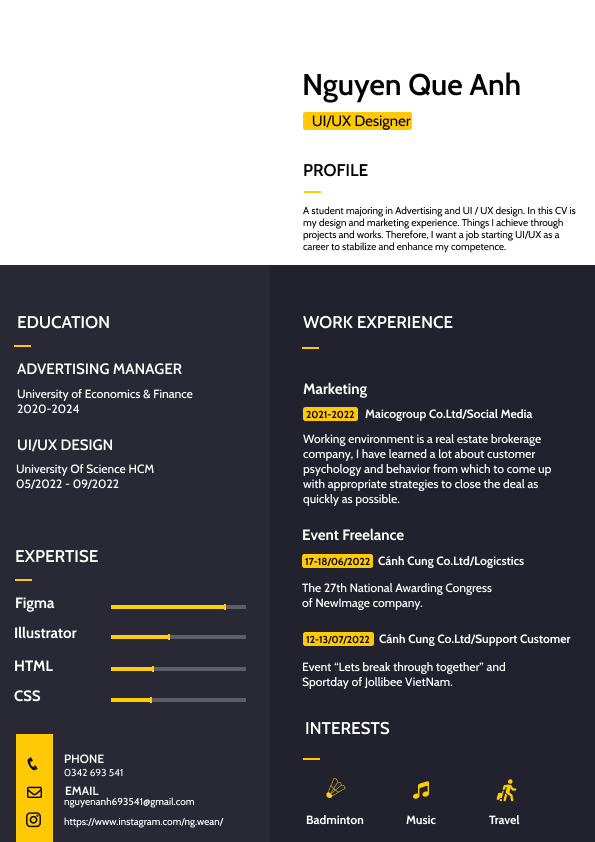 Nguyen Que Anh
UI/UX Designer
PROFILE
A student majoring in Advertising and UI / UX design. In this CV is
my design and marketing experience. Things I achieve through
projects and works. Therefore, I want a job starting UI/UX as a
career to stabilize and enhance my competence.
EDUCATION
ADVERTISING MANAGER
University of Economics & Finance
2020-2024
UI/UX DESIGN
University Of Science HCM
05/2022 - 09/2022
EXPERTISE
Figma
Illustrator
HTML
CSS
PHONE
0342 693 541
EMAIL
nguyenanh693541@gmail.com
https://www.instagram.com/ng.wean/
WORK EXPERIENCE
Marketing
2021-2022 Maicogroup Co.Ltd/Social Media
Working environment is a real estate brokerage
company, I have learned a lot about customer
psychology and behavior from which to come up
with appropriate strategies to close the deal as
quickly as possible.
Event Freelance
17-18/06/2022 Cánh Cung Co.Ltd/Logicstics
The 27th National Awarding Congress
of NewImage company.
12-13/07/2022 Cánh Cung Co.Ltd/Support Customer
Event “Lets break through together” and
Sportday of Jollibee VietNam.
INTERESTS
Badminton
Music
Travel